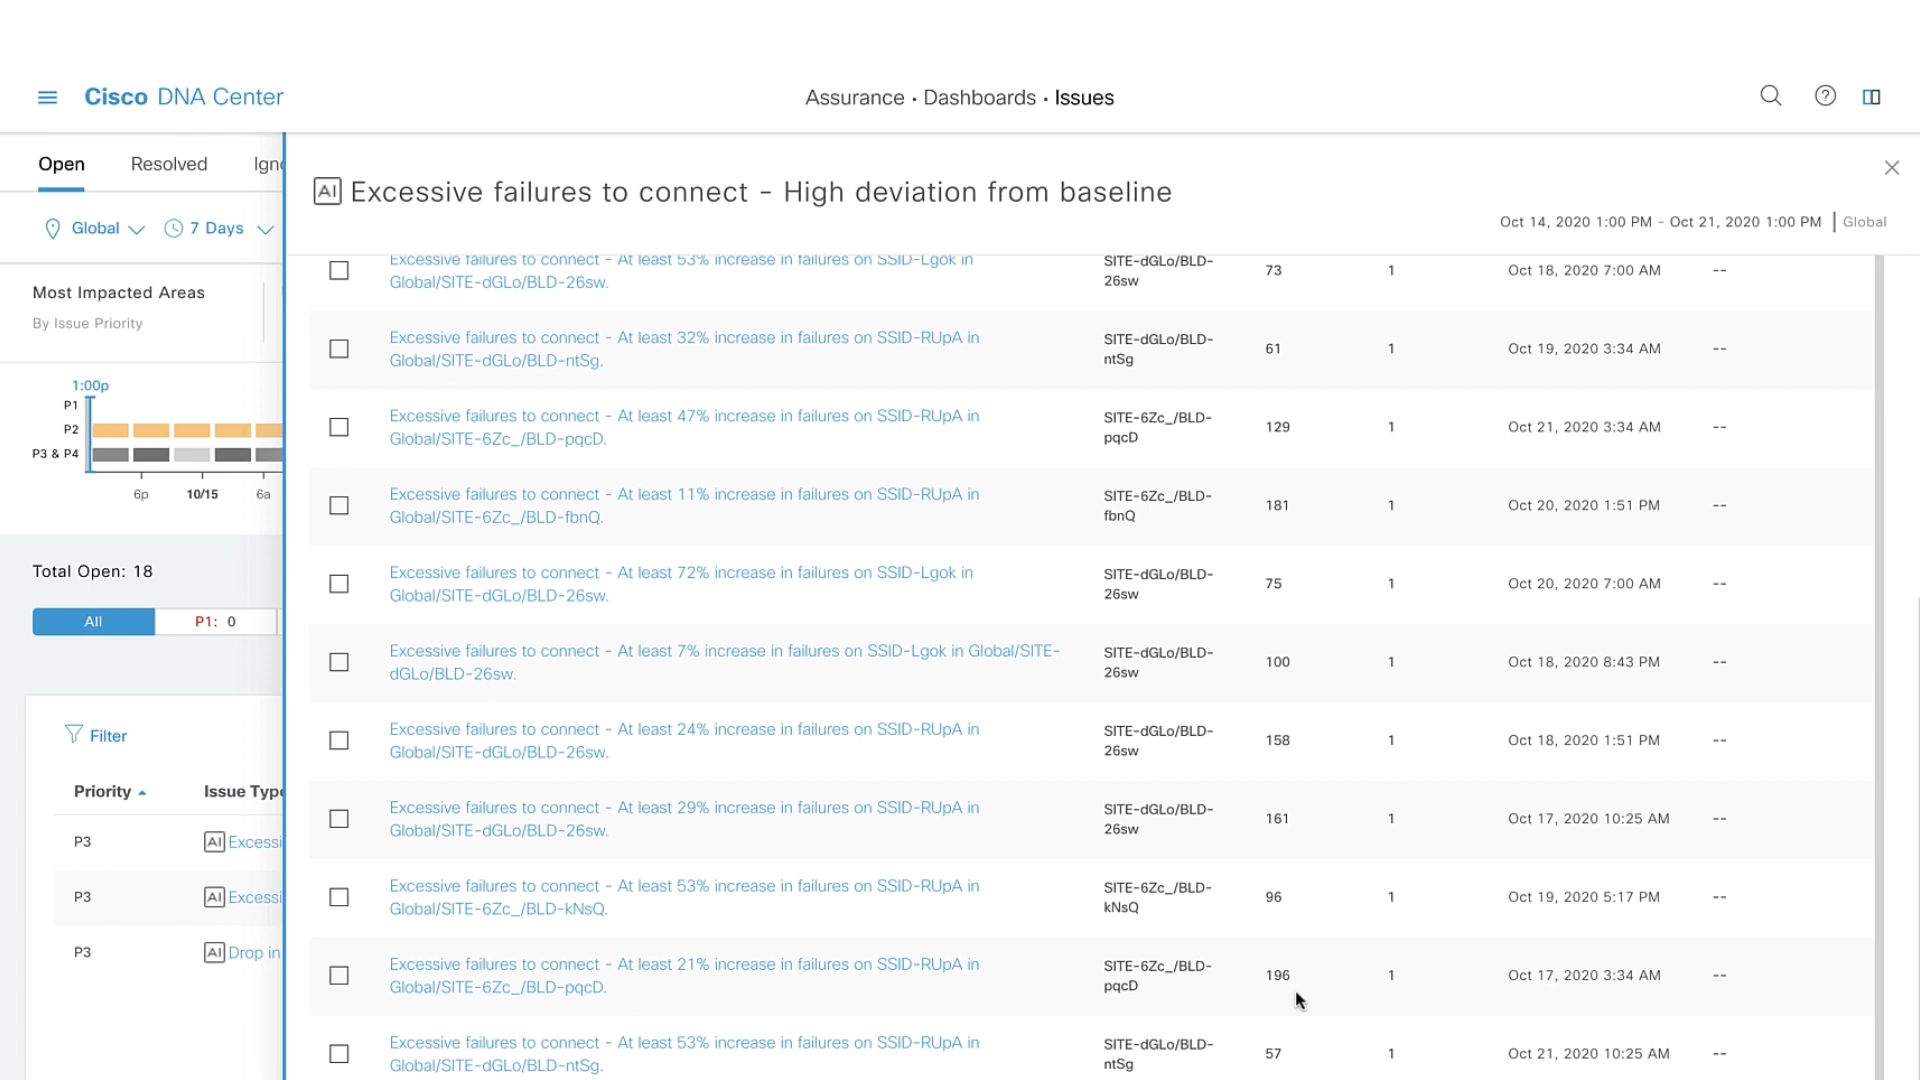 Cisco DNA Center
Assurance · Dashboards · Issues
Open Resolved Igno
Global 7 Days
Most Impacted Areas
By Issue Priority
1:00p
P1
P2
P3 & P4
6p 10/15 6a
Total Open: 18
All P1: 0
Filter
Priority Issue Type
P3 AI Excessi
P3 AI Excessi
P3 AI Drop in
AI Excessive failures to connect - High deviation from baseline
Oct 14, 2020 1:00 PM - Oct 21, 2020 1:00 PM | Global
Excessive failures to connect - At least 53% increase in failures on SSID-Lgok in
Global/SITE-dGLo/BLD-26sw.
SITE-dGLo/BLD-
26sw
73 1 Oct 18, 2020 7:00 AM --
Excessive failures to connect - At least 32% increase in failures on SSID-RUpA in
Global/SITE-dGLo/BLD-ntSg.
SITE-dGLo/BLD-
ntSg
61 1 Oct 19, 2020 3:34 AM --
Excessive failures to connect - At least 47% increase in failures on SSID-RUpA in
Global/SITE-6Zc_/BLD-pqcD.
SITE-6Zc_/BLD-
pqcD
129 1 Oct 21, 2020 3:34 AM --
Excessive failures to connect - At least 11% increase in failures on SSID-RUpA in
Global/SITE-6Zc_/BLD-fbnQ.
SITE-6Zc_/BLD-
fbnQ
181 1 Oct 20, 2020 1:51 PM --
Excessive failures to connect - At least 72% increase in failures on SSID-Lgok in
Global/SITE-dGLo/BLD-26sw.
SITE-dGLo/BLD-
26sw
75 1 Oct 20, 2020 7:00 AM --
Excessive failures to connect - At least 7% increase in failures on SSID-Lgok in Global/SITE-
dGLo/BLD-26sw.
SITE-dGLo/BLD-
26sw
100 1 Oct 18, 2020 8:43 PM --
Excessive failures to connect - At least 24% increase in failures on SSID-RUpA in
Global/SITE-dGLo/BLD-26sw.
SITE-dGLo/BLD-
26sw
158 1 Oct 18, 2020 1:51 PM --
Excessive failures to connect - At least 29% increase in failures on SSID-RUpA in
Global/SITE-dGLo/BLD-26sw.
SITE-dGLo/BLD-
26sw
161 1 Oct 17, 2020 10:25 AM --
Excessive failures to connect - At least 53% increase in failures on SSID-RUpA in
Global/SITE-6Zc_/BLD-kNsQ.
SITE-6Zc_/BLD-
kNsQ
96 1 Oct 19, 2020 5:17 PM --
Excessive failures to connect - At least 21% increase in failures on SSID-RUpA in
Global/SITE-6Zc_/BLD-pqcD.
SITE-6Zc_/BLD-
pqcD
196 1 Oct 17, 2020 3:34 AM --
Excessive failures to connect - At least 53% increase in failures on SSID-RUpA in
Global/SITE-dGLo/BLD-ntSg.
SITE-dGLo/BLD-
ntSg
57 1 Oct 21, 2020 10:25 AM --